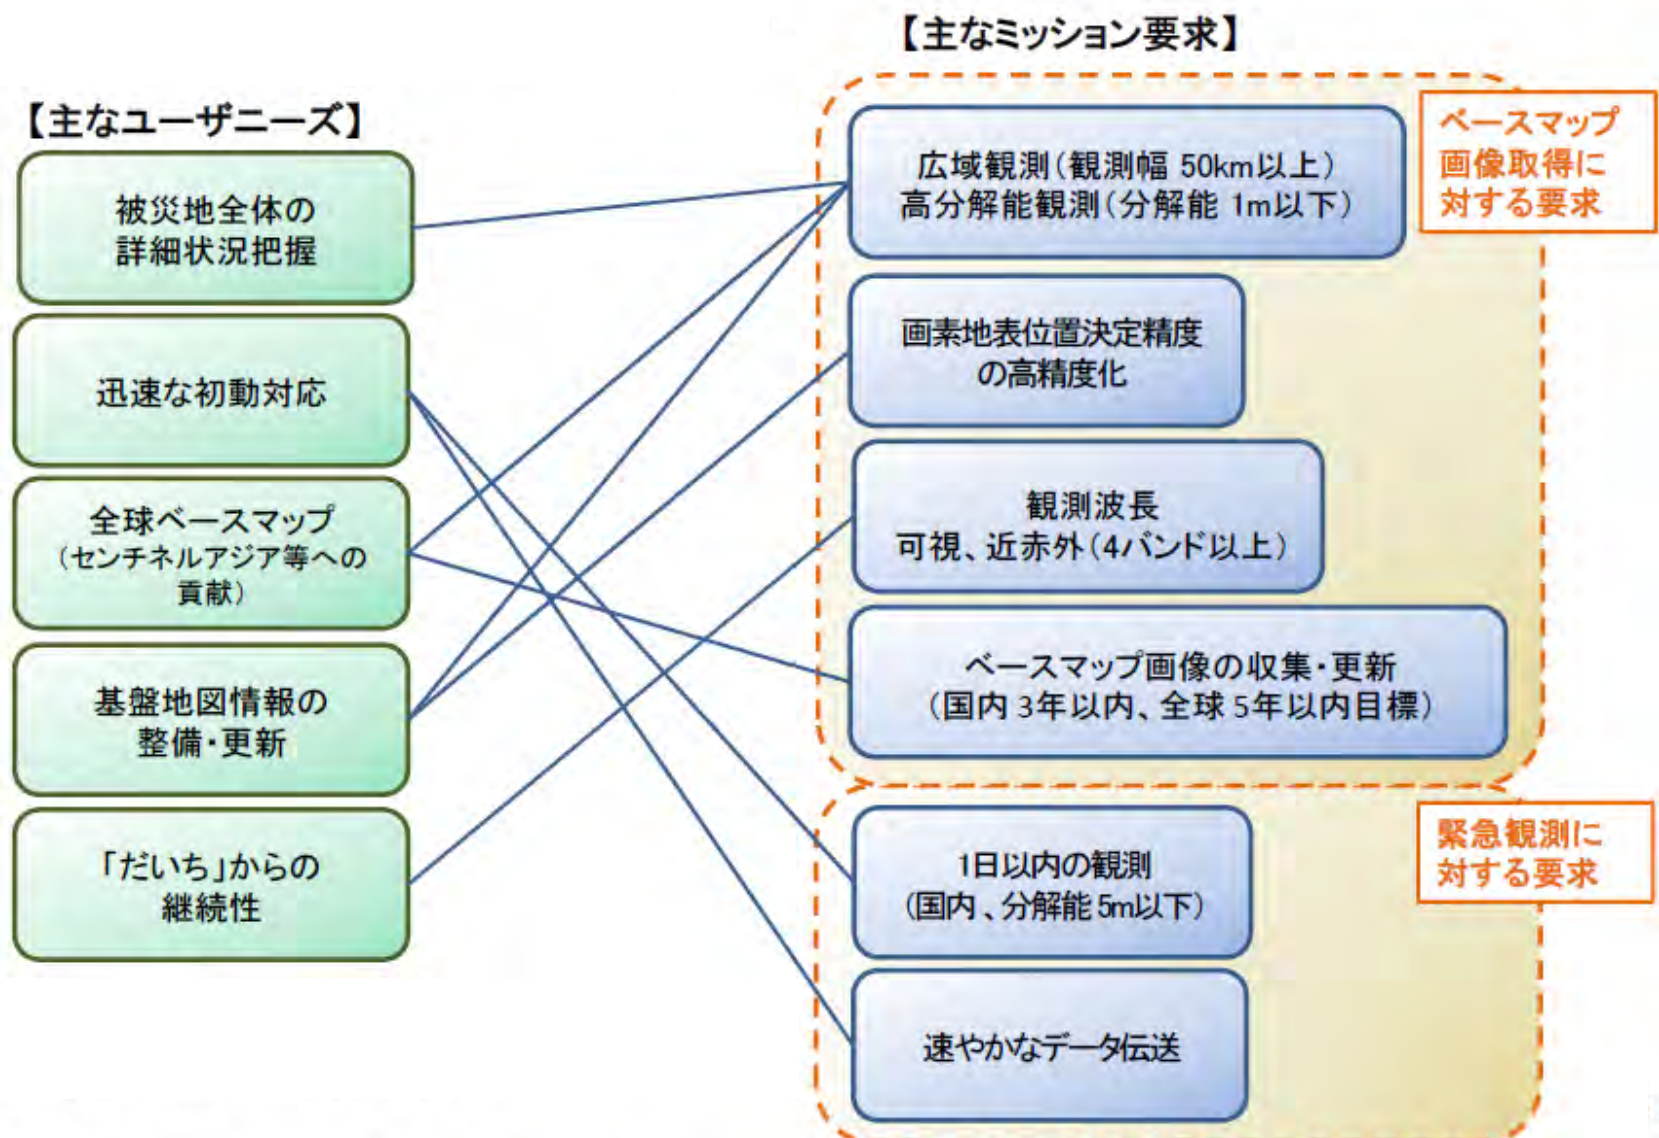 【主なユーザニーズ】
被災地全体の
詳細状況把握
迅速な初動対応
全球ベースマップ
（センチネルアジア等への
貢献）
基盤地図情報の
整備・更新
「だいち」からの
継続性
【主なミッション要求】
ベースマップ
画像取得に
対する要求
広域観測（観測幅 50km以上）
高分解能観測（分解能 1m以下）
画素地表位置決定精度
の高精度化
観測波長
可視、近赤外（4バンド以上）
ベースマップ画像の収集・更新
（国内 3年以内、全球 5年以内目標）
緊急観測に
対する要求
1日以内の観測
（国内、分解能 5m以下）
速やかなデータ伝送